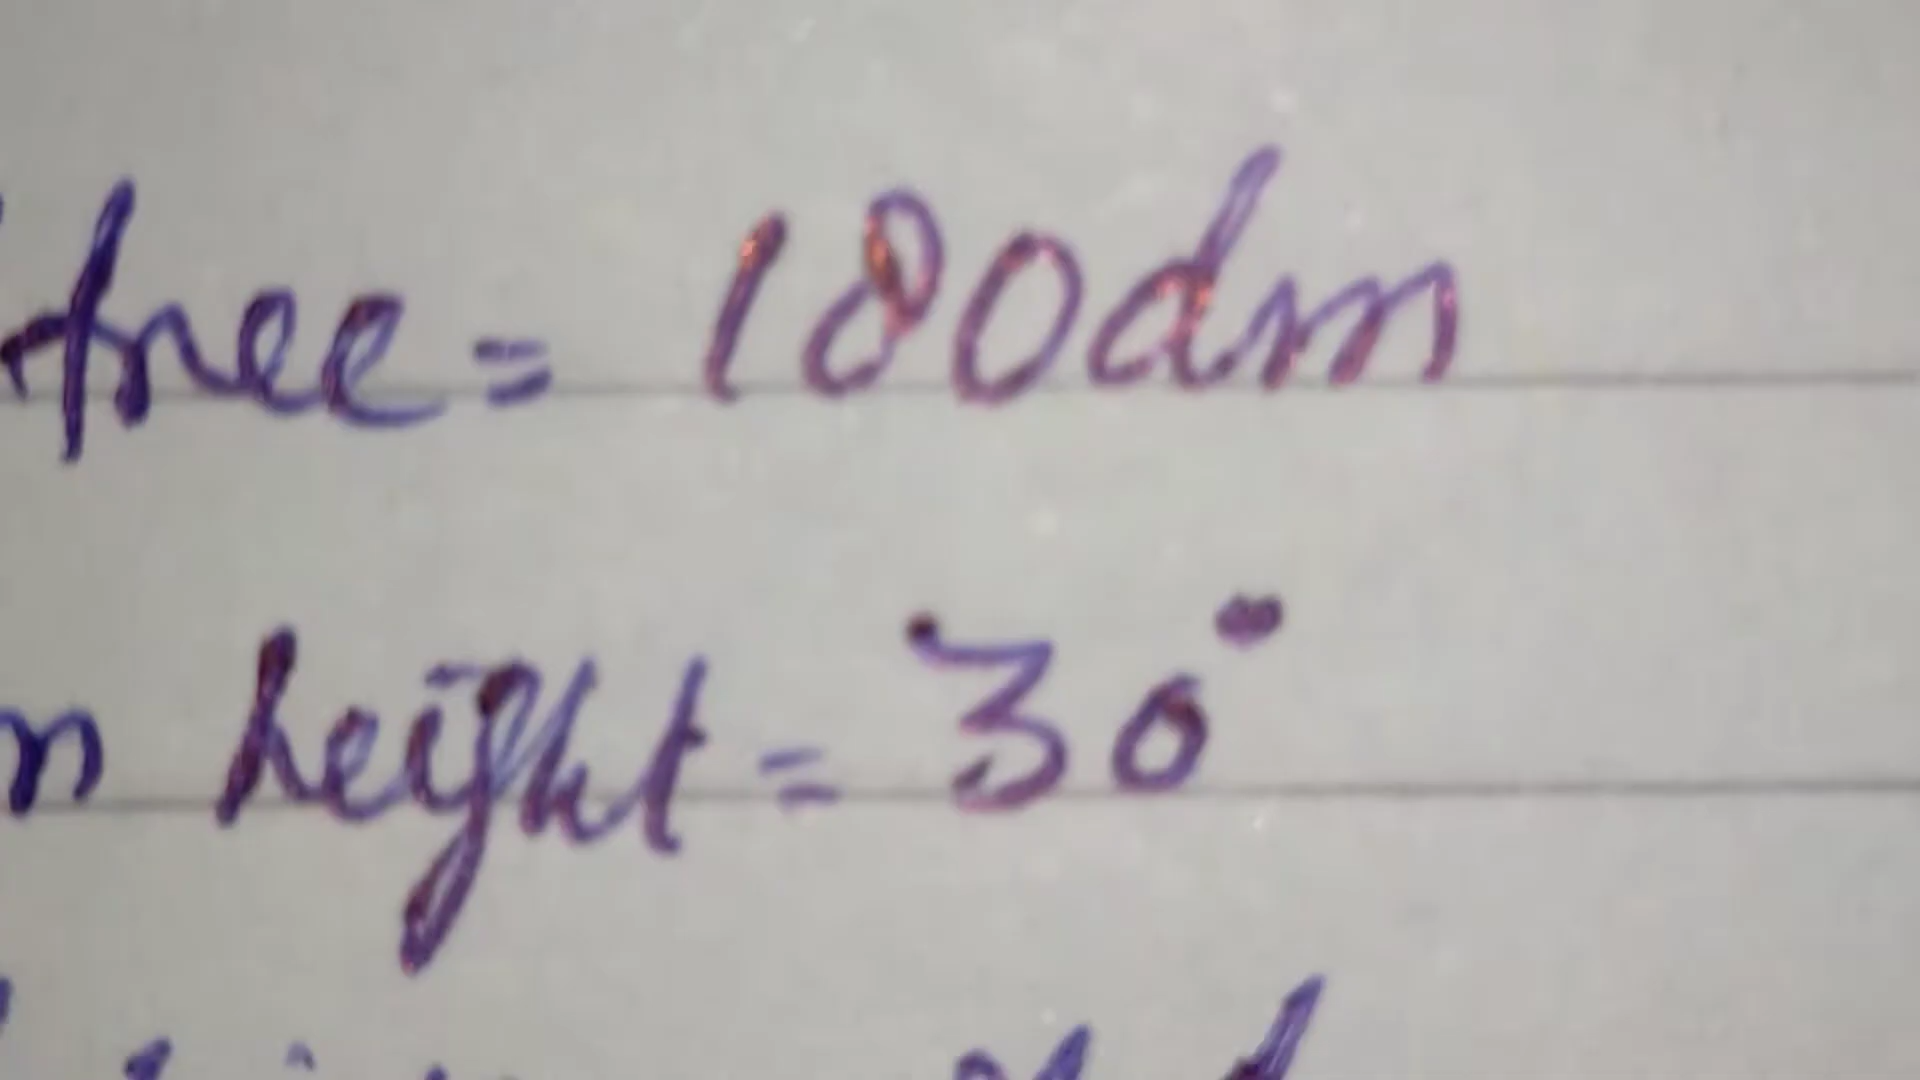 tree = 180dm
n height = 30°